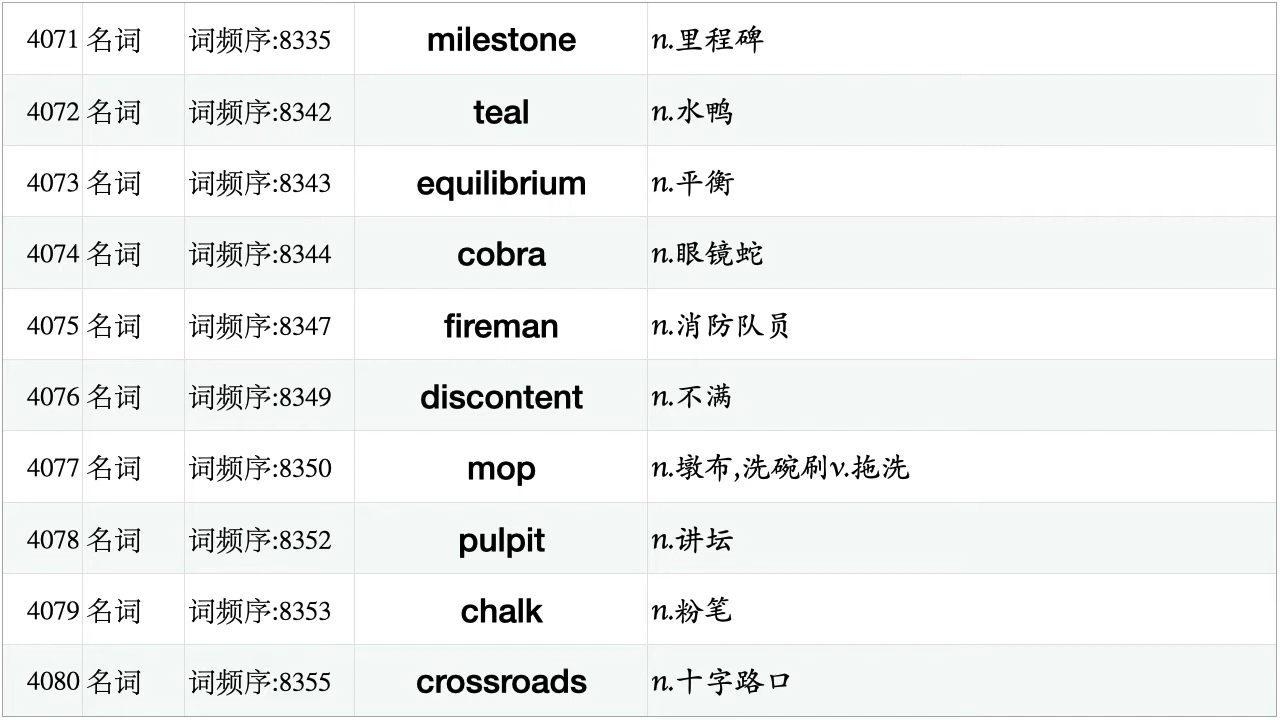 4071 名词 词频序:8335 milestone n.里程碑
4072 名词 词频序:8342 teal n.水鸭
4073 名词 词频序:8343 equilibrium n.平衡
4074 名词 词频序:8344 cobra n.眼镜蛇
4075 名词 词频序:8347 fireman n.消防队员
4076 名词 词频序:8349 discontent n.不满
4077 名词 词频序:8350 mop n.墩布,洗碗刷v.拖洗
4078 名词 词频序:8352 pulpit n.讲坛
4079 名词 词频序:8353 chalk n.粉笔
4080 名词 词频序:8355 crossroads n.十字路口